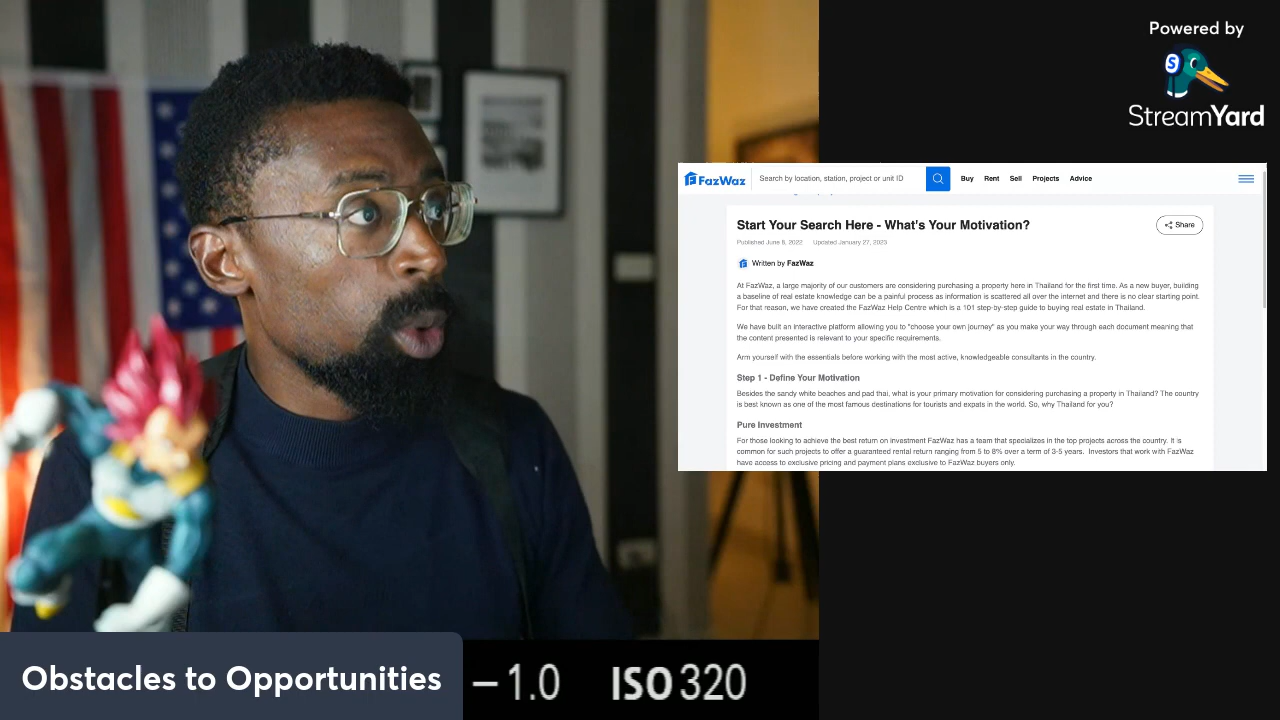 Powered by
S
StreamYard
FazWaz
Search by location, station, project or unit ID
Buy Rent Sell Projects Advice
Start Your Search Here - What's Your Motivation?
Share
Published June 8, 2022 Updated January 27, 2023
Written by FazWaz
At FazWaz, a large majority of our customers are considering purchasing a property here in Thailand for the first time. As a new buyer, building
a baseline of real estate knowledge can be a painful process as information is scattered all over the internet and there is no clear starting point.
For that reason, we have created the FazWaz Help Centre which is a 101 step-by-step guide to buying real estate in Thailand.
We have built an interactive platform allowing you to "choose your own journey" as you make your way through each document meaning that
the content presented is relevant to your specific requirements.
Arm yourself with the essentials before working with the most active, knowledgeable consultants in the country.
Step 1 - Define Your Motivation
Besides the sandy white beaches and pad thai, what is your primary motivation for considering purchasing a property in Thailand? The country
is best known as one of the most famous destinations for tourists and expats in the world. So, why Thailand for you?
Pure Investment
For those looking to achieve the best return on investment FazWaz has a team that specializes in the top projects across the country. It is
common for such projects to offer a guaranteed rental return ranging from 5 to 8% over a term of 3-5 years. Investors that work with FazWaz
have access to exclusive pricing and payment plans exclusive to FazWaz buyers only.
Obstacles to Opportunities
–1.0 ISO 320